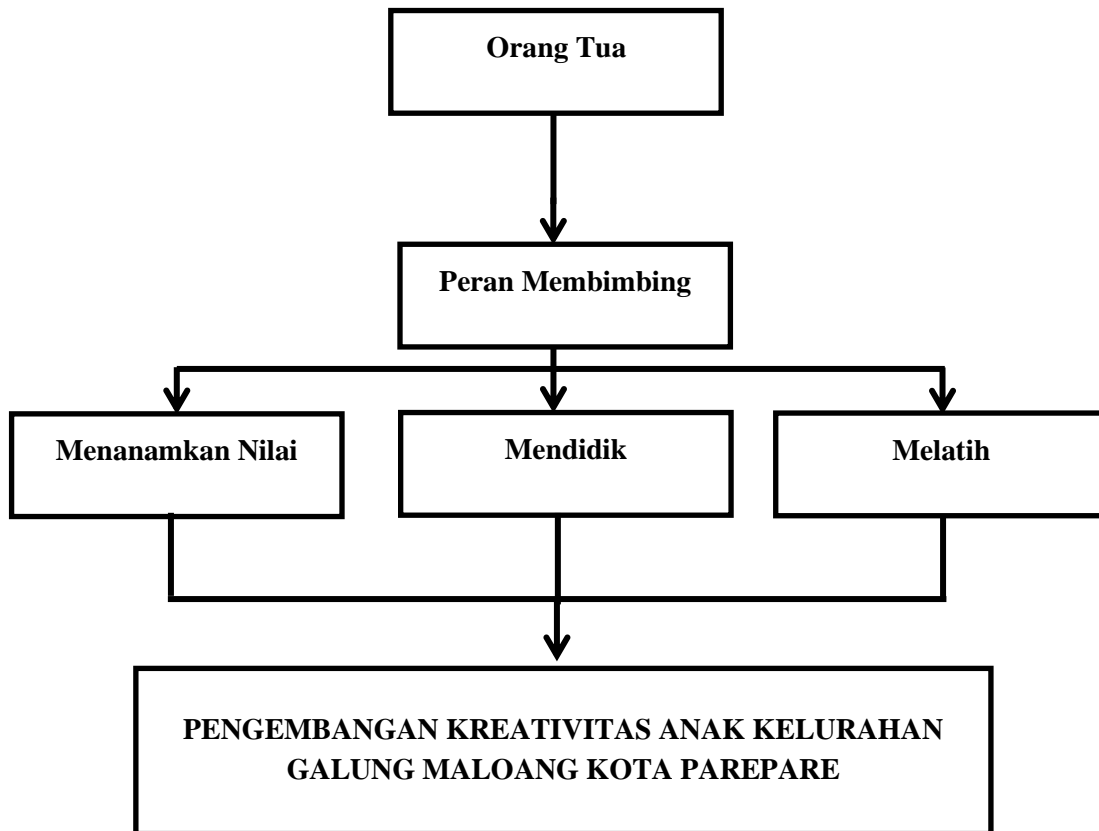 Orang Tua
Peran Membimbing
Menanamkan Nilai
Mendidik
Melatih
PENGEMBANGAN KREATIVITAS ANAK KELURAHAN
GALUNG MALOANG KOTA PAREPARE